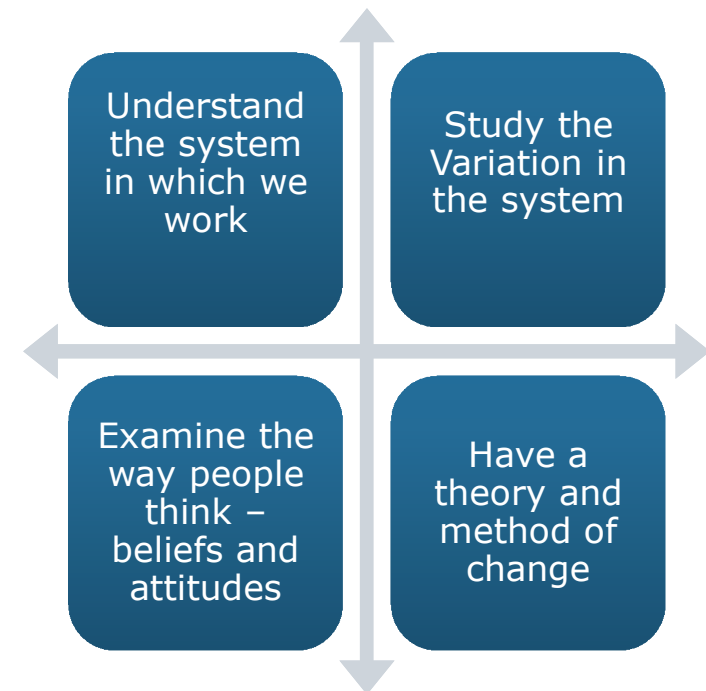 Understand
the system
in which we
work
Study the
Variation in
the system
Examine the
way people
think –
beliefs and
attitudes
Have a
theory and
method of
change